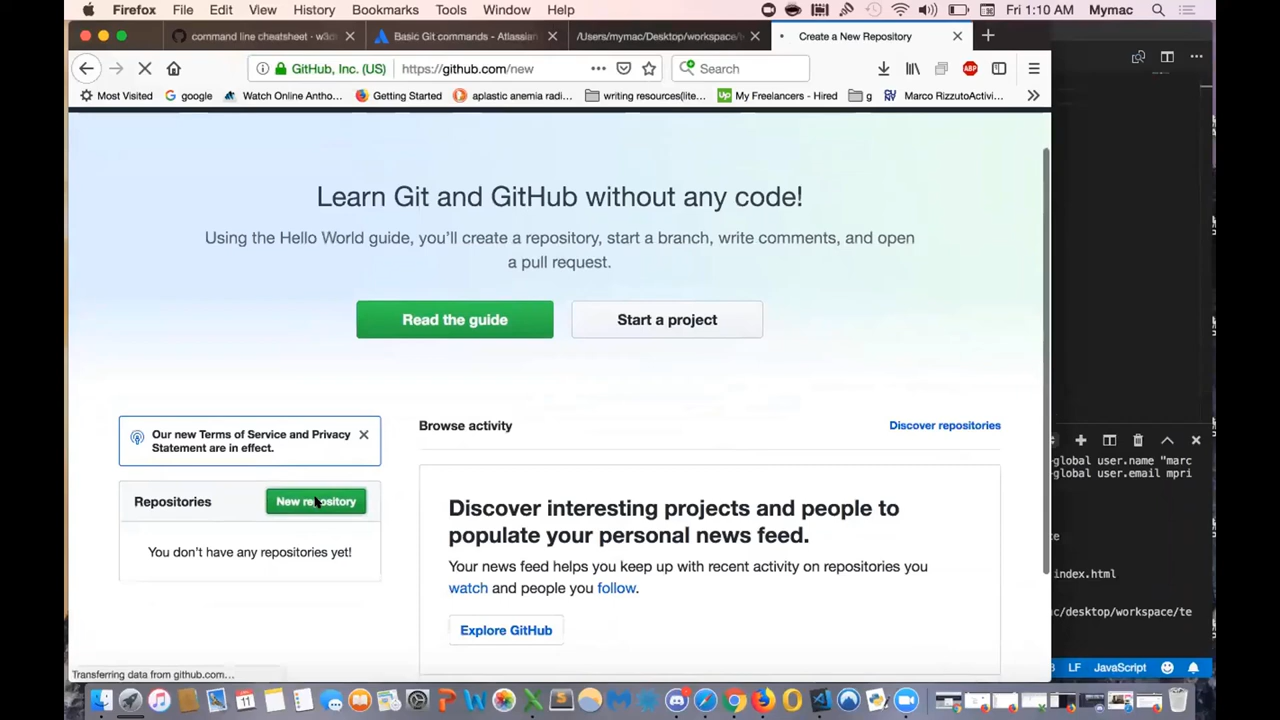 Firefox File Edit View History Bookmarks Tools Window Help Fri 1:10 AM Mymac
command line cheatsheet · w3d
Basic Git commands - Atlassian
/Users/mymac/Desktop/workspace/t
Create a New Repository
GitHub, Inc. (US)
https://github.com/new
Search
ABP
Most Visited
google
Watch Online Antho...
Getting Started
aplastic anemia radi...
writing resources(lite...
Up My Freelancers - Hired
g
RV Marco RizzutoActivi...
Learn Git and GitHub without any code!
Using the Hello World guide, you'll create a repository, start a branch, write comments, and open
a pull request.
Read the guide
Start a project
Our new Terms of Service and Privacy
Statement are in effect.
Browse activity
Discover repositories
-global user.name "marc
-global user.email mpri
Repositories
New repository
You don't have any repositories yet!
Discover interesting projects and people to
populate your personal news feed.
Your news feed helps you keep up with recent activity on repositories you
watch and people you follow.
Explore GitHub
index.html
c/desktop/workspace/te
Transferring data from github.com...
LF JavaScript